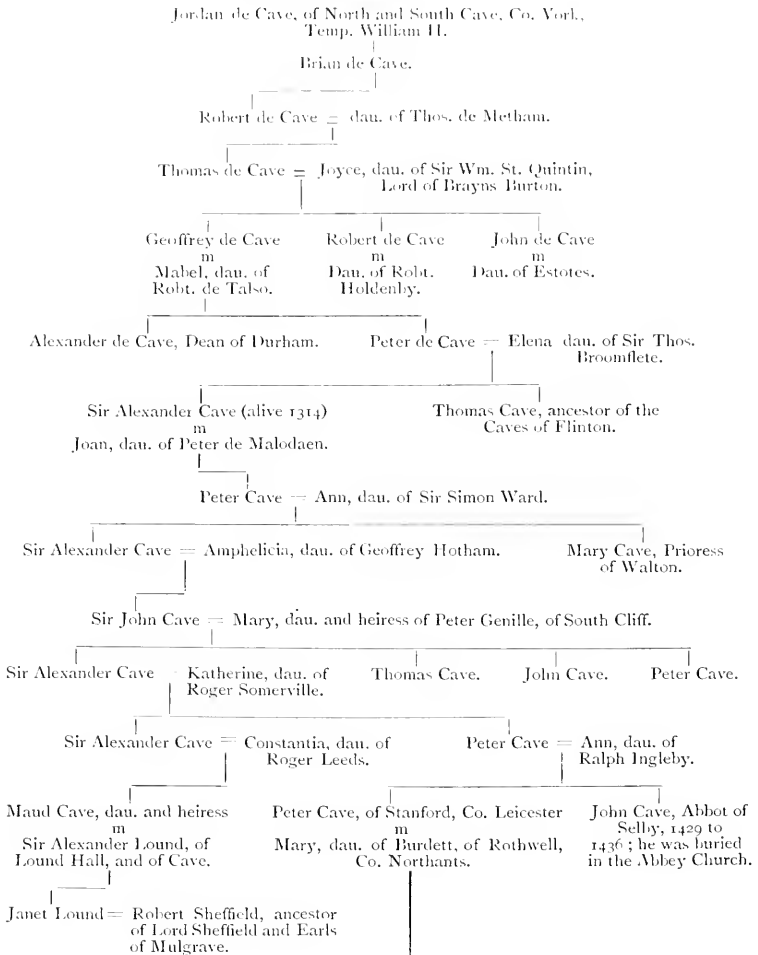 Jordan de Cave, of North and South Cave, Co. York,
Temp. William II.
Brian de Cave.
Robert de Cave = dau. of Thos. de Metham.
Thomas de Cave = Joyce, dau. of Sir Wm. St. Quintin,
Lord of Brayns Burton.
Geoffrey de Cave
m
Mabel, dau. of
Robt. de Talso.
Robert de Cave
m
Dau. of Robt.
Holdenby.
John de Cave
m
Dau. of Estotes.
Alexander de Cave, Dean of Durham.
Peter de Cave = Elena dau. of Sir Thos.
Broomflete.
Sir Alexander Cave (alive 1314)
m
Joan, dau. of Peter de Malodaen.
Thomas Cave, ancestor of the
Caves of Flinton.
Peter Cave = Ann, dau. of Sir Simon Ward.
Sir Alexander Cave = Amphelicia, dau. of Geoffrey Hotham.
Mary Cave, Prioress
of Walton.
Sir John Cave = Mary, dau. and heiress of Peter Genille, of South Cliff.
Sir Alexander Cave = Katherine, dau. of
Roger Somerville.
Thomas Cave.
John Cave.
Peter Cave.
Sir Alexander Cave = Constantia, dau. of
Roger Leeds.
Peter Cave = Ann, dau. of
Ralph Ingleby.
Maud Cave, dau. and heiress
m
Sir Alexander Lound, of
Lound Hall, and of Cave.
Peter Cave, of Stanford, Co. Leicester
m
Mary, dau. of Burdett, of Rothwell,
Co. Northants.
John Cave, Abbot of
Selby, 1429 to
1436 ; he was buried
in the Abbey Church.
Janet Lound = Robert Sheffield, ancestor
of Lord Sheffield and Earls
of Mulgrave.